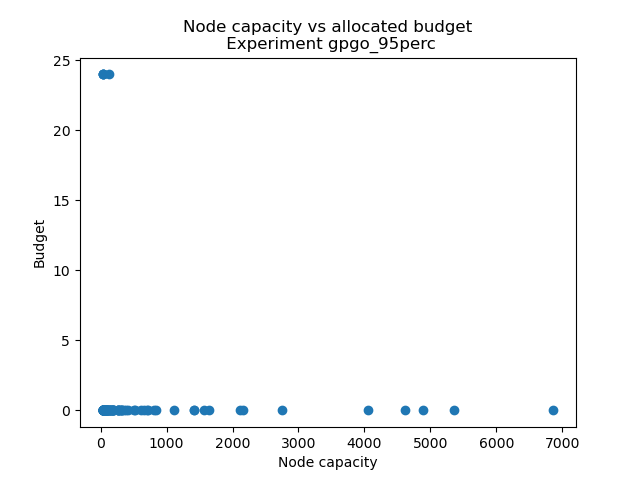 Node capacity vs allocated budget
Experiment gpgo_95perc
25
20
15
10
5
0
Budget
0 1000 2000 3000 4000 5000 6000 7000
Node capacity